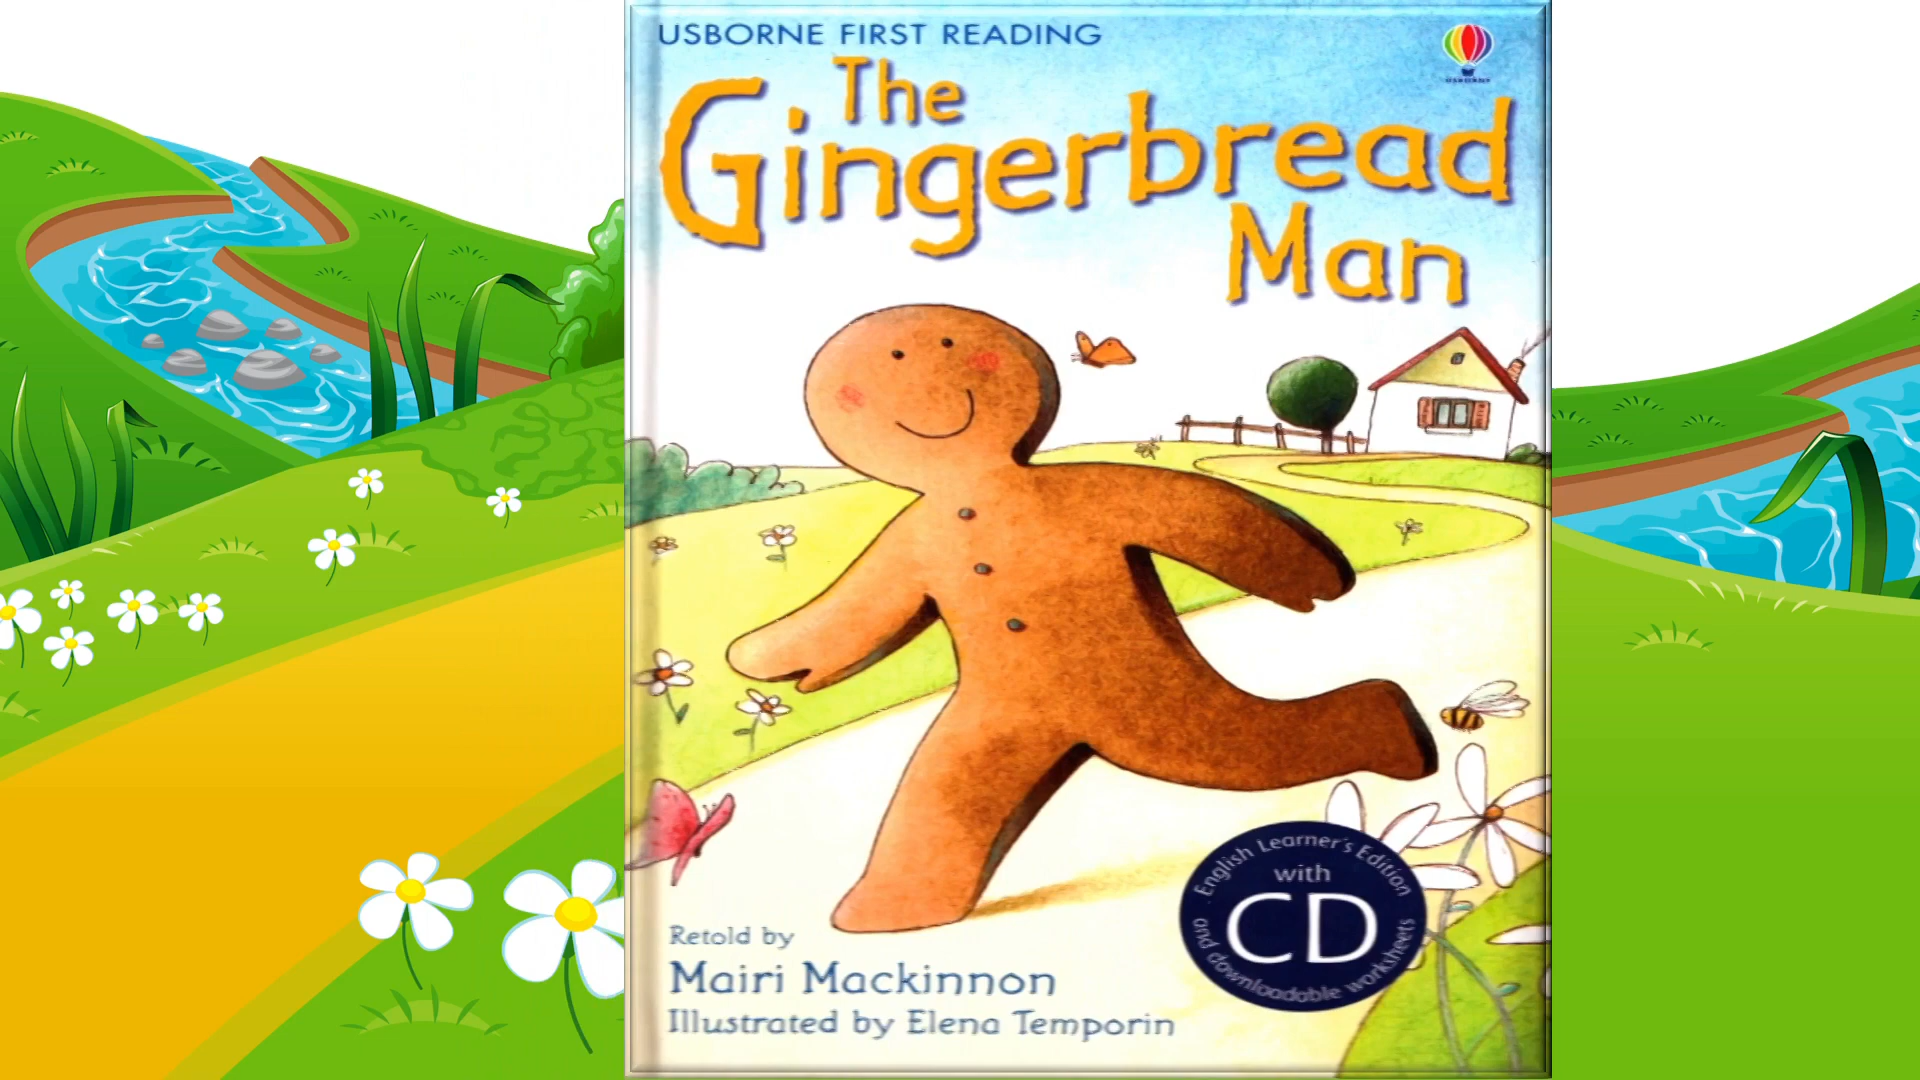 USBORNE FIRST READING
USBORNE
The
Gingerbread
Man
Retold by
Mairi Mackinnon
Illustrated by Elena Temporin
English Learner's Edition
with
CD
and downloadable worksheets